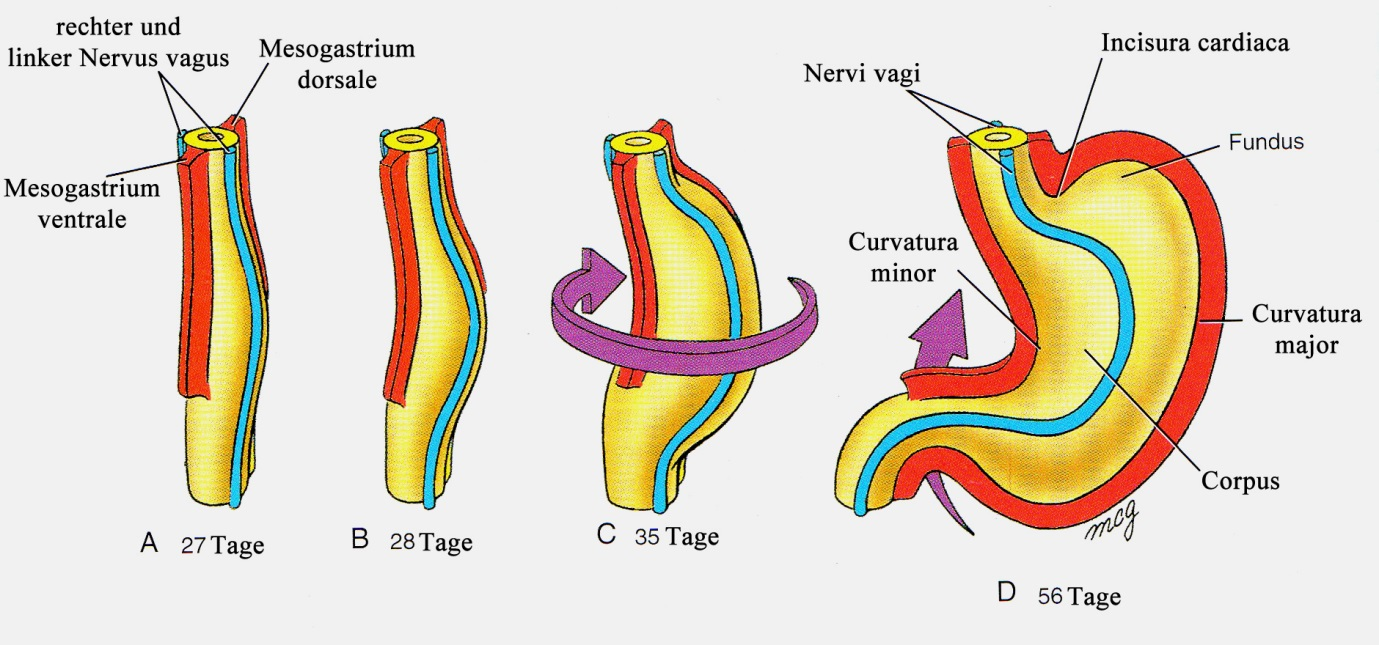 rechter und
linker Nervus vagus
Mesogastrium
dorsale
Mesogastrium
ventrale
Incisura cardiaca
Nervi vagi
Fundus
Curvatura
minor
Curvatura
major
Corpus
mcg
A 27 Tage
B 28 Tage
C 35 Tage
D 56 Tage